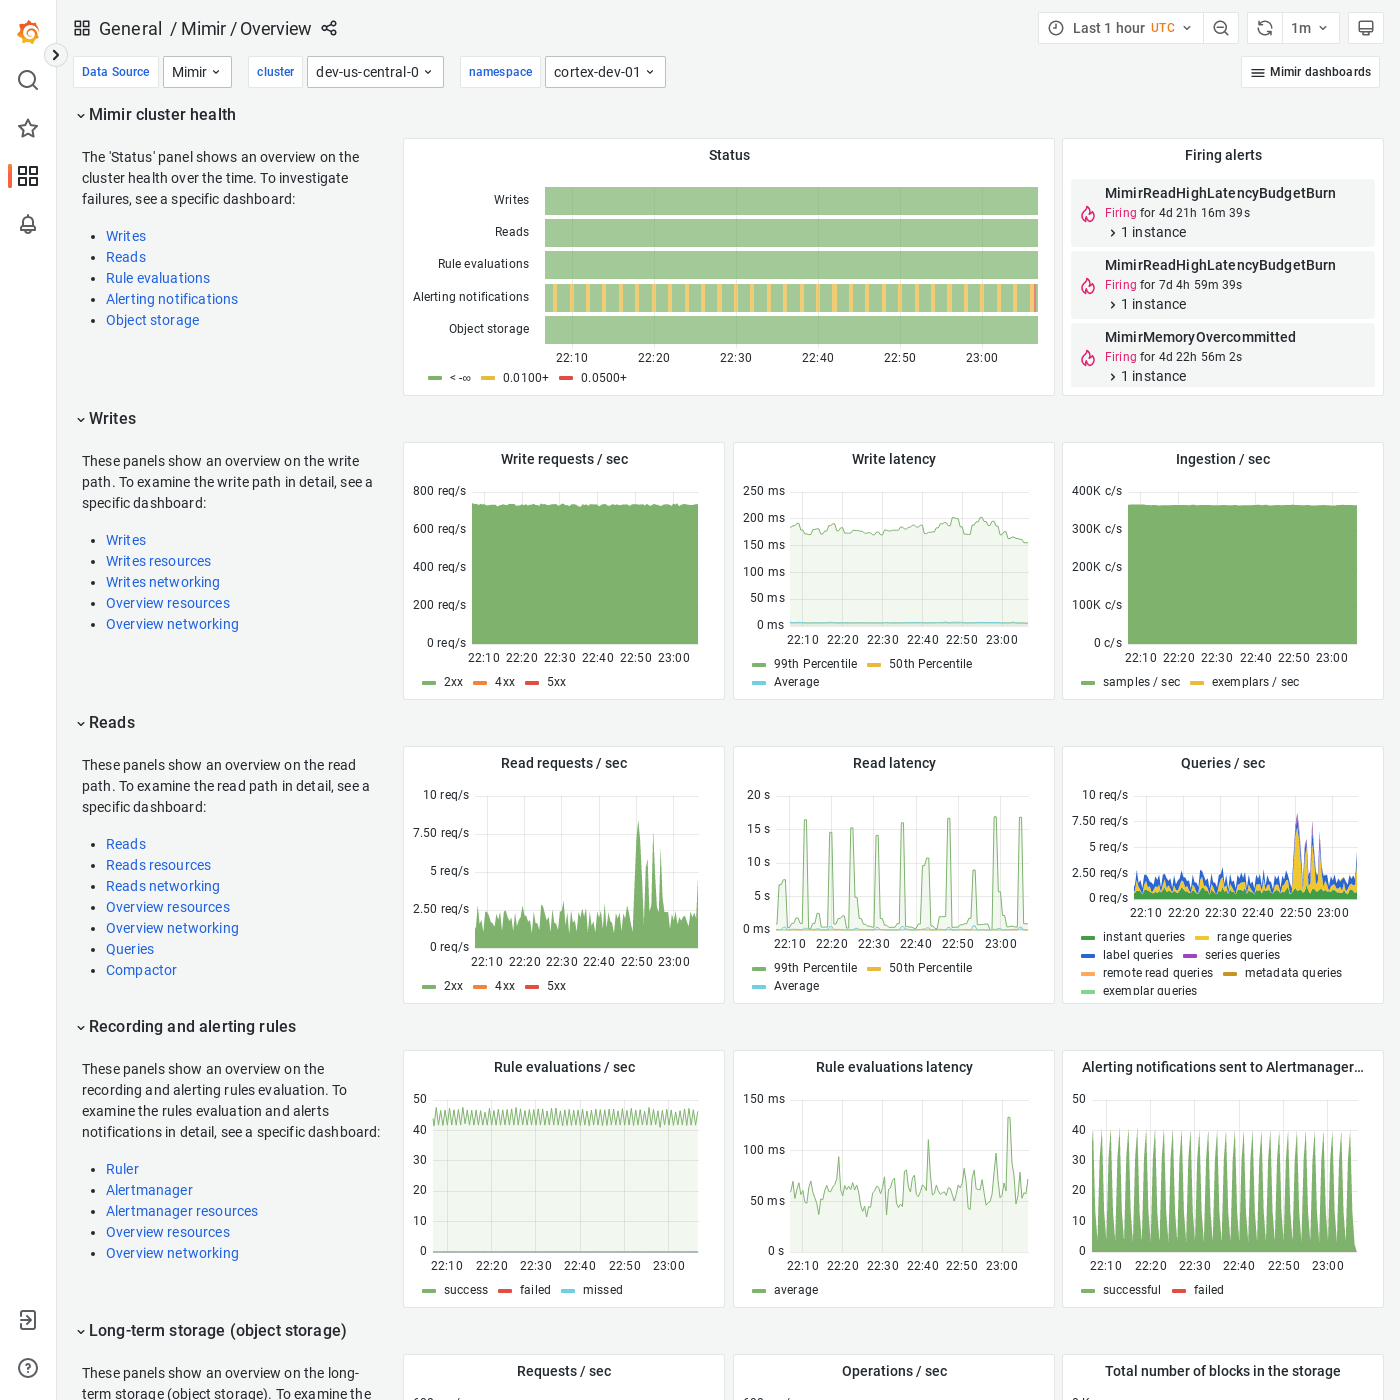 General / Mimir / Overview
Last 1 hour UTC
1m
Data Source Mimir cluster dev-us-central-0 namespace cortex-dev-01
Mimir dashboards
Mimir cluster health
The 'Status' panel shows an overview on the
cluster health over the time. To investigate
failures, see a specific dashboard:
Writes
Reads
Rule evaluations
Alerting notifications
Object storage
Status
Writes
Reads
Rule evaluations
Alerting notifications
Object storage
22:10 22:20 22:30 22:40 22:50 23:00
< -∞ 0.0100+ 0.0500+
Firing alerts
MimirReadHighLatencyBudgetBurn
Firing for 4d 21h 16m 39s
1 instance
MimirReadHighLatencyBudgetBurn
Firing for 7d 4h 59m 39s
1 instance
MimirMemoryOvercommitted
Firing for 4d 22h 56m 2s
1 instance
Writes
These panels show an overview on the write
path. To examine the write path in detail, see a
specific dashboard:
Writes
Writes resources
Writes networking
Overview resources
Overview networking
Write requests / sec
800 req/s
600 req/s
400 req/s
200 req/s
0 req/s
22:10 22:20 22:30 22:40 22:50 23:00
2xx 4xx 5xx
Write latency
250 ms
200 ms
150 ms
100 ms
50 ms
0 ms
22:10 22:20 22:30 22:40 22:50 23:00
99th Percentile 50th Percentile
Average
Ingestion / sec
400K c/s
300K c/s
200K c/s
100K c/s
0 c/s
22:10 22:20 22:30 22:40 22:50 23:00
samples / sec exemplars / sec
Reads
These panels show an overview on the read
path. To examine the read path in detail, see a
specific dashboard:
Reads
Reads resources
Reads networking
Overview resources
Overview networking
Queries
Compactor
Read requests / sec
10 req/s
7.50 req/s
5 req/s
2.50 req/s
0 req/s
22:10 22:20 22:30 22:40 22:50 23:00
2xx 4xx 5xx
Read latency
20 s
15 s
10 s
5 s
0 ms
22:10 22:20 22:30 22:40 22:50 23:00
99th Percentile 50th Percentile
Average
Queries / sec
10 req/s
7.50 req/s
5 req/s
2.50 req/s
0 req/s
22:10 22:20 22:30 22:40 22:50 23:00
instant queries range queries
label queries series queries
remote read queries metadata queries
exemplar queries
Recording and alerting rules
These panels show an overview on the
recording and alerting rules evaluation. To
examine the rules evaluation and alerts
notifications in detail, see a specific dashboard:
Ruler
Alertmanager
Alertmanager resources
Overview resources
Overview networking
Rule evaluations / sec
50
40
30
20
10
0
22:10 22:20 22:30 22:40 22:50 23:00
success failed missed
Rule evaluations latency
150 ms
100 ms
50 ms
0 s
22:10 22:20 22:30 22:40 22:50 23:00
average
Alerting notifications sent to Alertmanager…
50
40
30
20
10
0
22:10 22:20 22:30 22:40 22:50 23:00
successful failed
Long-term storage (object storage)
These panels show an overview on the long-
term storage (object storage). To examine the
Requests / sec
Operations / sec
Total number of blocks in the storage